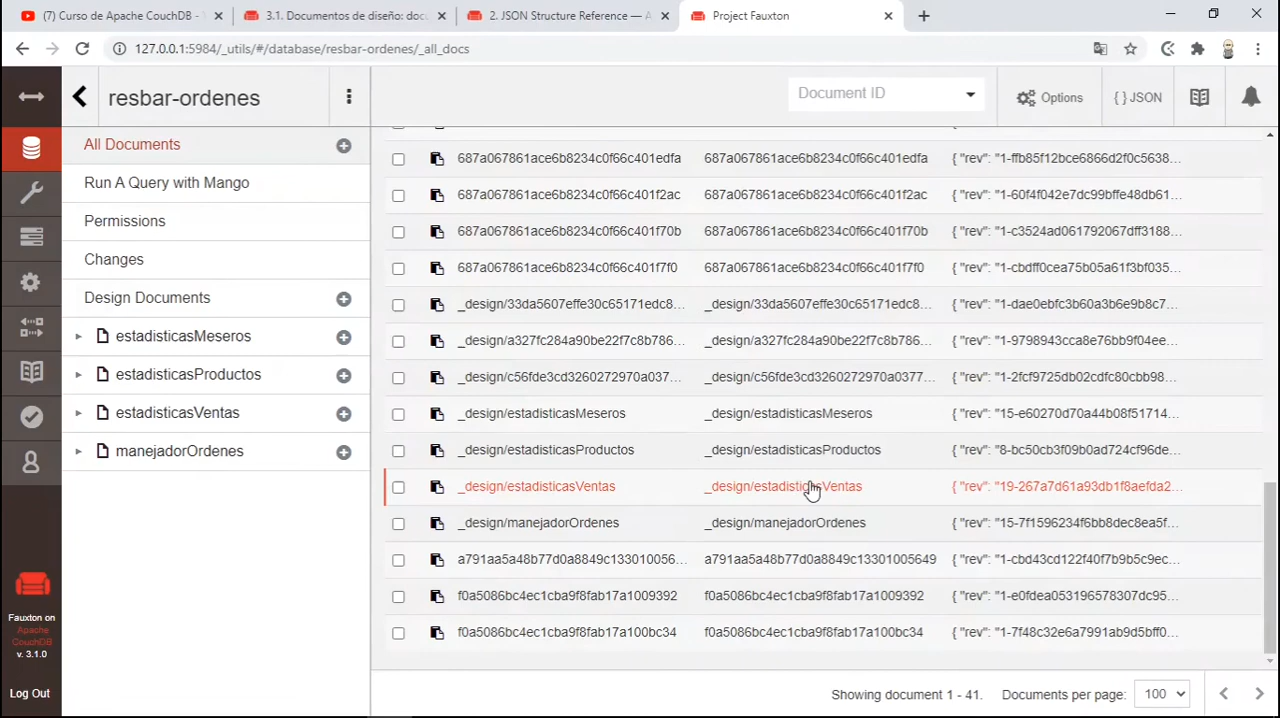 (7) Curso de Apache CouchDB - 
3.1. Documentos de diseño: doc
2. JSON Structure Reference — A
Project Fauxton
127.0.0.1:5984/_utils/#/database/resbar-ordenes/_all_docs
resbar-ordenes
Document ID
Options
{ } JSON
All Documents
Run A Query with Mango
Permissions
Changes
Design Documents
estadisticasMeseros
estadisticasProductos
estadisticasVentas
manejadorOrdenes
687a067861ace6b8234c0f66c401edfa 687a067861ace6b8234c0f66c401edfa { "rev": "1-ffb85f12bce6866d2f0c5638...
687a067861ace6b8234c0f66c401f2ac 687a067861ace6b8234c0f66c401f2ac { "rev": "1-60f4f042e7dc99bffe48db61...
687a067861ace6b8234c0f66c401f70b 687a067861ace6b8234c0f66c401f70b { "rev": "1-c3524ad061792067dff3188...
687a067861ace6b8234c0f66c401f7f0 687a067861ace6b8234c0f66c401f7f0 { "rev": "1-cbdff0cea75b05a61f3bf035...
_design/33da5607effe30c65171edc8... _design/33da5607effe30c65171edc8... { "rev": "1-dae0ebfc3b60a3b6e9b8c7...
_design/a327fc284a90be22f7c8b786... _design/a327fc284a90be22f7c8b786... { "rev": "1-9798943cca8e76bb9f04ee...
_design/c56fde3cd3260272970a037... _design/c56fde3cd3260272970a0377... { "rev": "1-2fcf9725db02cdfc80cbb98...
_design/estadisticasMeseros _design/estadisticasMeseros { "rev": "15-e60270d70a44b08f51714...
_design/estadisticasProductos _design/estadisticasProductos { "rev": "8-bc50cb3f09b0ad724cf96de...
_design/estadisticasVentas _design/estadisticasVentas { "rev": "19-267a7d61a93db1f8aefda2...
_design/manejadorOrdenes _design/manejadorOrdenes { "rev": "15-7f1596234f6bb8dec8ea5f...
a791aa5a48b77d0a8849c133010056... a791aa5a48b77d0a8849c13301005649 { "rev": "1-cbd43cd122f40f7b9b5c9ec...
f0a5086bc4ec1cba9f8fab17a1009392 f0a5086bc4ec1cba9f8fab17a1009392 { "rev": "1-e0fdea053196578307dc95...
f0a5086bc4ec1cba9f8fab17a100bc34 f0a5086bc4ec1cba9f8fab17a100bc34 { "rev": "1-7f48c32e6a7991ab9d5bff0...
Fauxton on
Apache
CouchDB
v. 3.1.0
Log Out
Showing document 1 - 41.
Documents per page: 100